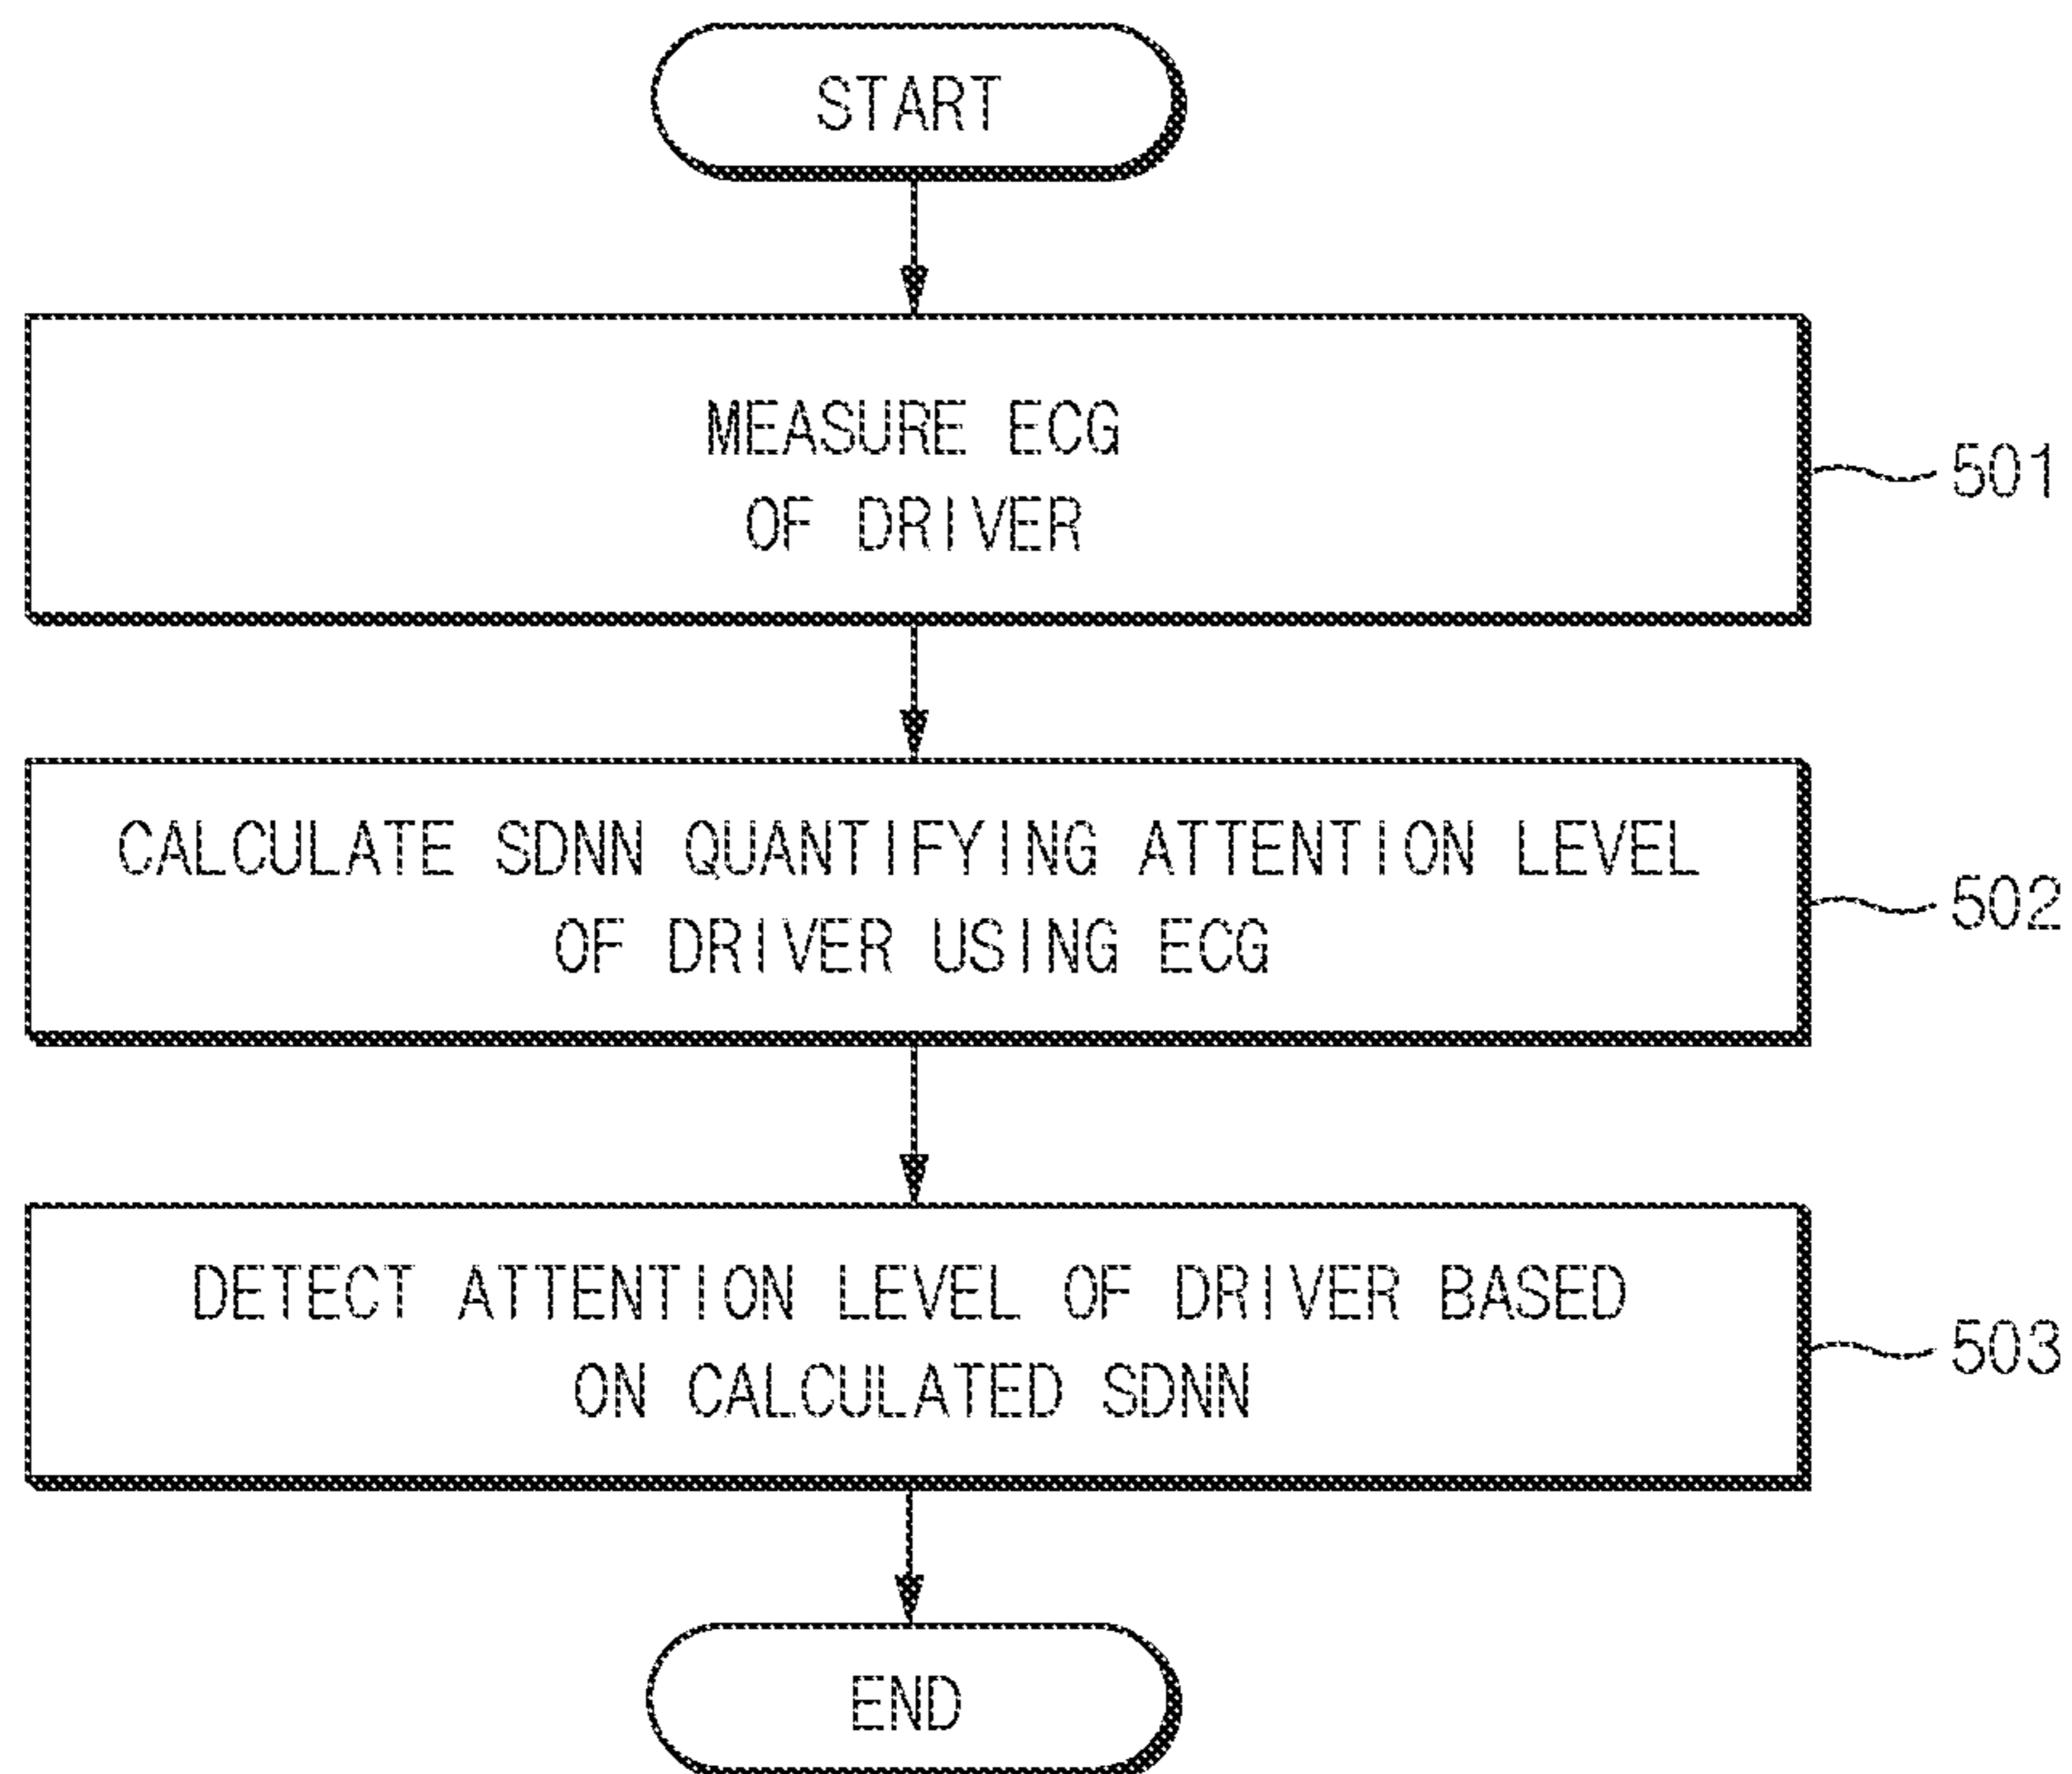 START
MEASURE ECG
OF DRIVER
501
CALCULATE SDNN QUANTIFYING ATTENTION LEVEL
OF DRIVER USING ECG
502
DETECT ATTENTION LEVEL OF DRIVER BASED
ON CALCULATED SDNN
503
END